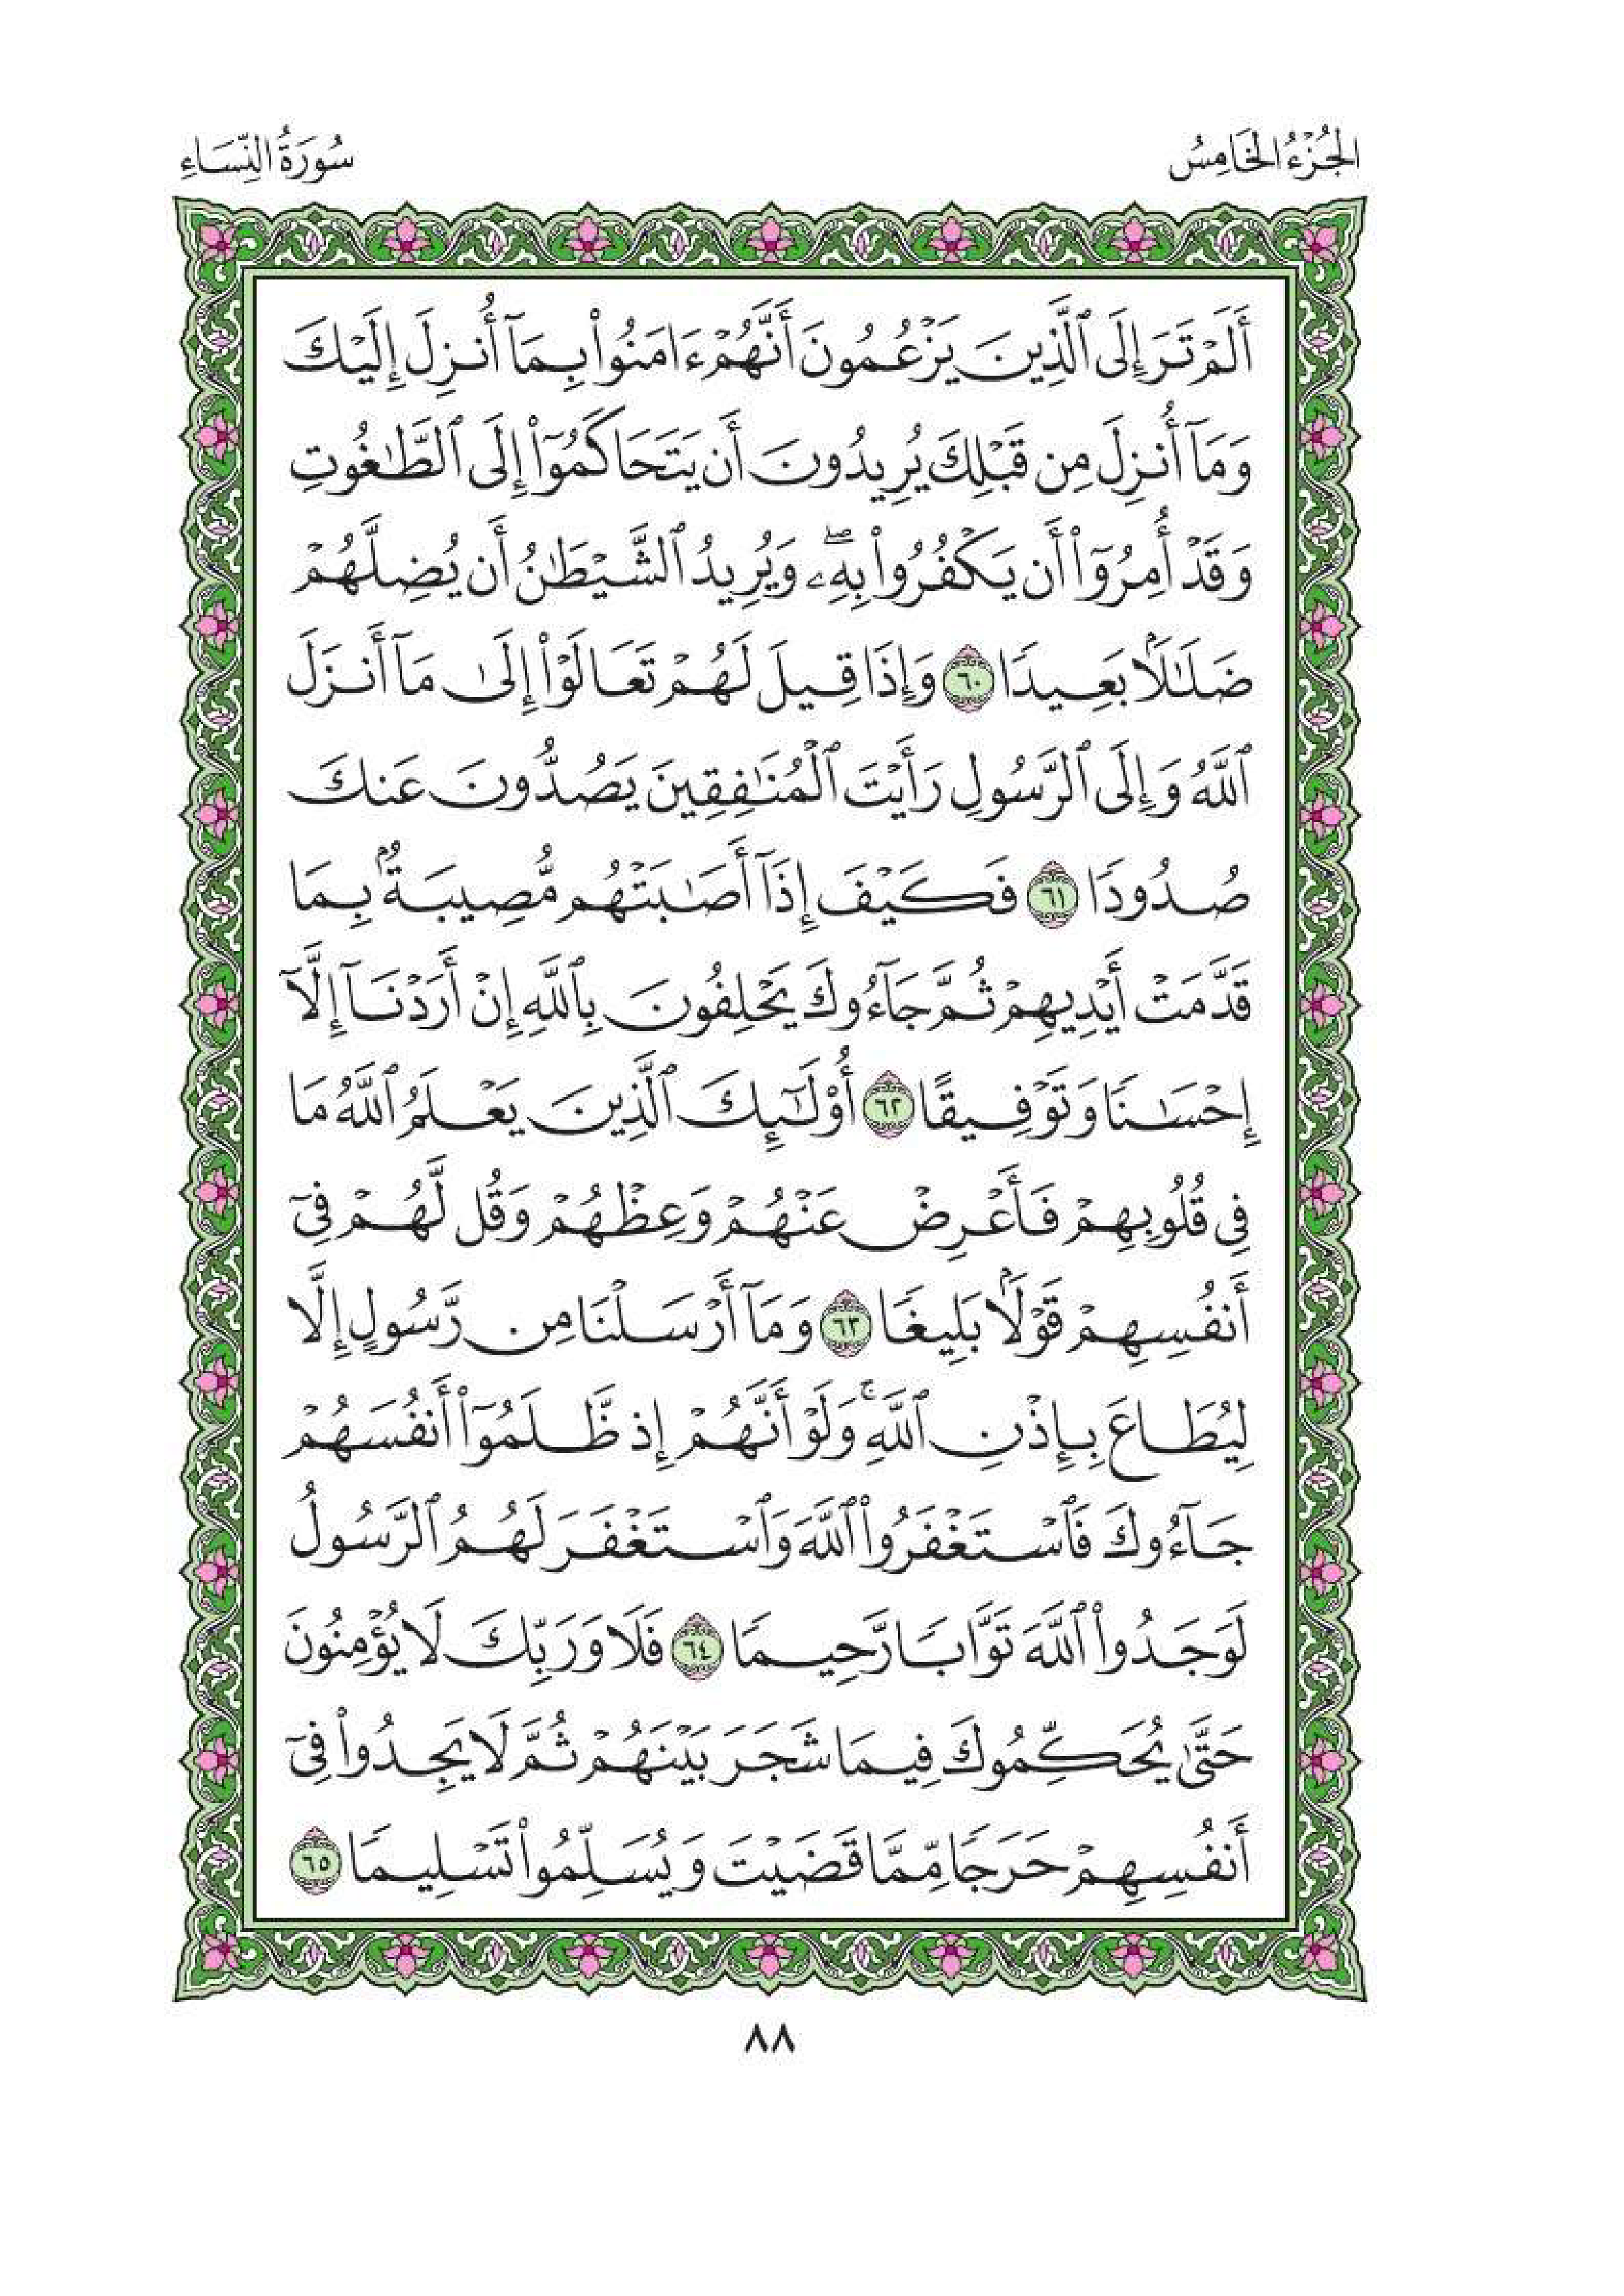 الجُزْءُ الخَامِسُ
سُورَةُ النِّسَاءِ
أَلَمْ تَرَ إِلَى ٱلَّذِينَ يَزْعُمُونَ أَنَّهُمْ ءَامَنُوا۟ بِمَآ أُنزِلَ إِلَيْكَ
وَمَآ أُنزِلَ مِن قَبْلِكَ يُرِيدُونَ أَن يَتَحَاكَمُوٓا۟ إِلَى ٱلطَّـٰغُوتِ
وَقَدْ أُمِرُوٓا۟ أَن يَكْفُرُوا۟ بِهِۦۖ وَيُرِيدُ ٱلشَّيْطَـٰنُ أَن يُضِلَّهُمْ
ضَلَـٰلًۢا بَعِيدًا ٦٠ وَإِذَا قِيلَ لَهُمْ تَعَالَوْا۟ إِلَىٰ مَآ أَنزَلَ
ٱللَّهُ وَإِلَى ٱلرَّسُولِ رَأَيْتَ ٱلْمُنَـٰفِقِينَ يَصُدُّونَ عَنكَ
صُدُودًا ٦١ فَكَيْفَ إِذَآ أَصَـٰبَتْهُم مُّصِيبَةٌۢ بِمَا
قَدَّمَتْ أَيْدِيهِمْ ثُمَّ جَآءُوكَ يَحْلِفُونَ بِٱللَّهِ إِنْ أَرَدْنَآ إِلَّآ
إِحْسَـٰنًا وَتَوْفِيقًا ٦٢ أُو۟لَـٰٓئِكَ ٱلَّذِينَ يَعْلَمُ ٱللَّهُ مَا
فِى قُلُوبِهِمْ فَأَعْرِضْ عَنْهُمْ وَعِظْهُمْ وَقُل لَّهُمْ فِىٓ
أَنفُسِهِمْ قَوْلًۢا بَلِيغًا ٦٣ وَمَآ أَرْسَلْنَا مِن رَّسُولٍ إِلَّا
لِيُطَاعَ بِإِذْنِ ٱللَّهِۚ وَلَوْ أَنَّهُمْ إِذ ظَّلَمُوٓا۟ أَنفُسَهُمْ
جَآءُوكَ فَٱسْتَغْفَرُوا۟ ٱللَّهَ وَٱسْتَغْفَرَ لَهُمُ ٱلرَّسُولُ
لَوَجَدُوا۟ ٱللَّهَ تَوَّابًا رَّحِيمًا ٦٤ فَلَا وَرَبِّكَ لَا يُؤْمِنُونَ
حَتَّىٰ يُحَكِّمُوكَ فِيمَا شَجَرَ بَيْنَهُمْ ثُمَّ لَا يَجِدُوا۟ فِىٓ
أَنفُسِهِمْ حَرَجًا مِّمَّا قَضَيْتَ وَيُسَلِّمُوا۟ تَسْلِيمًا ٦٥
٨٨